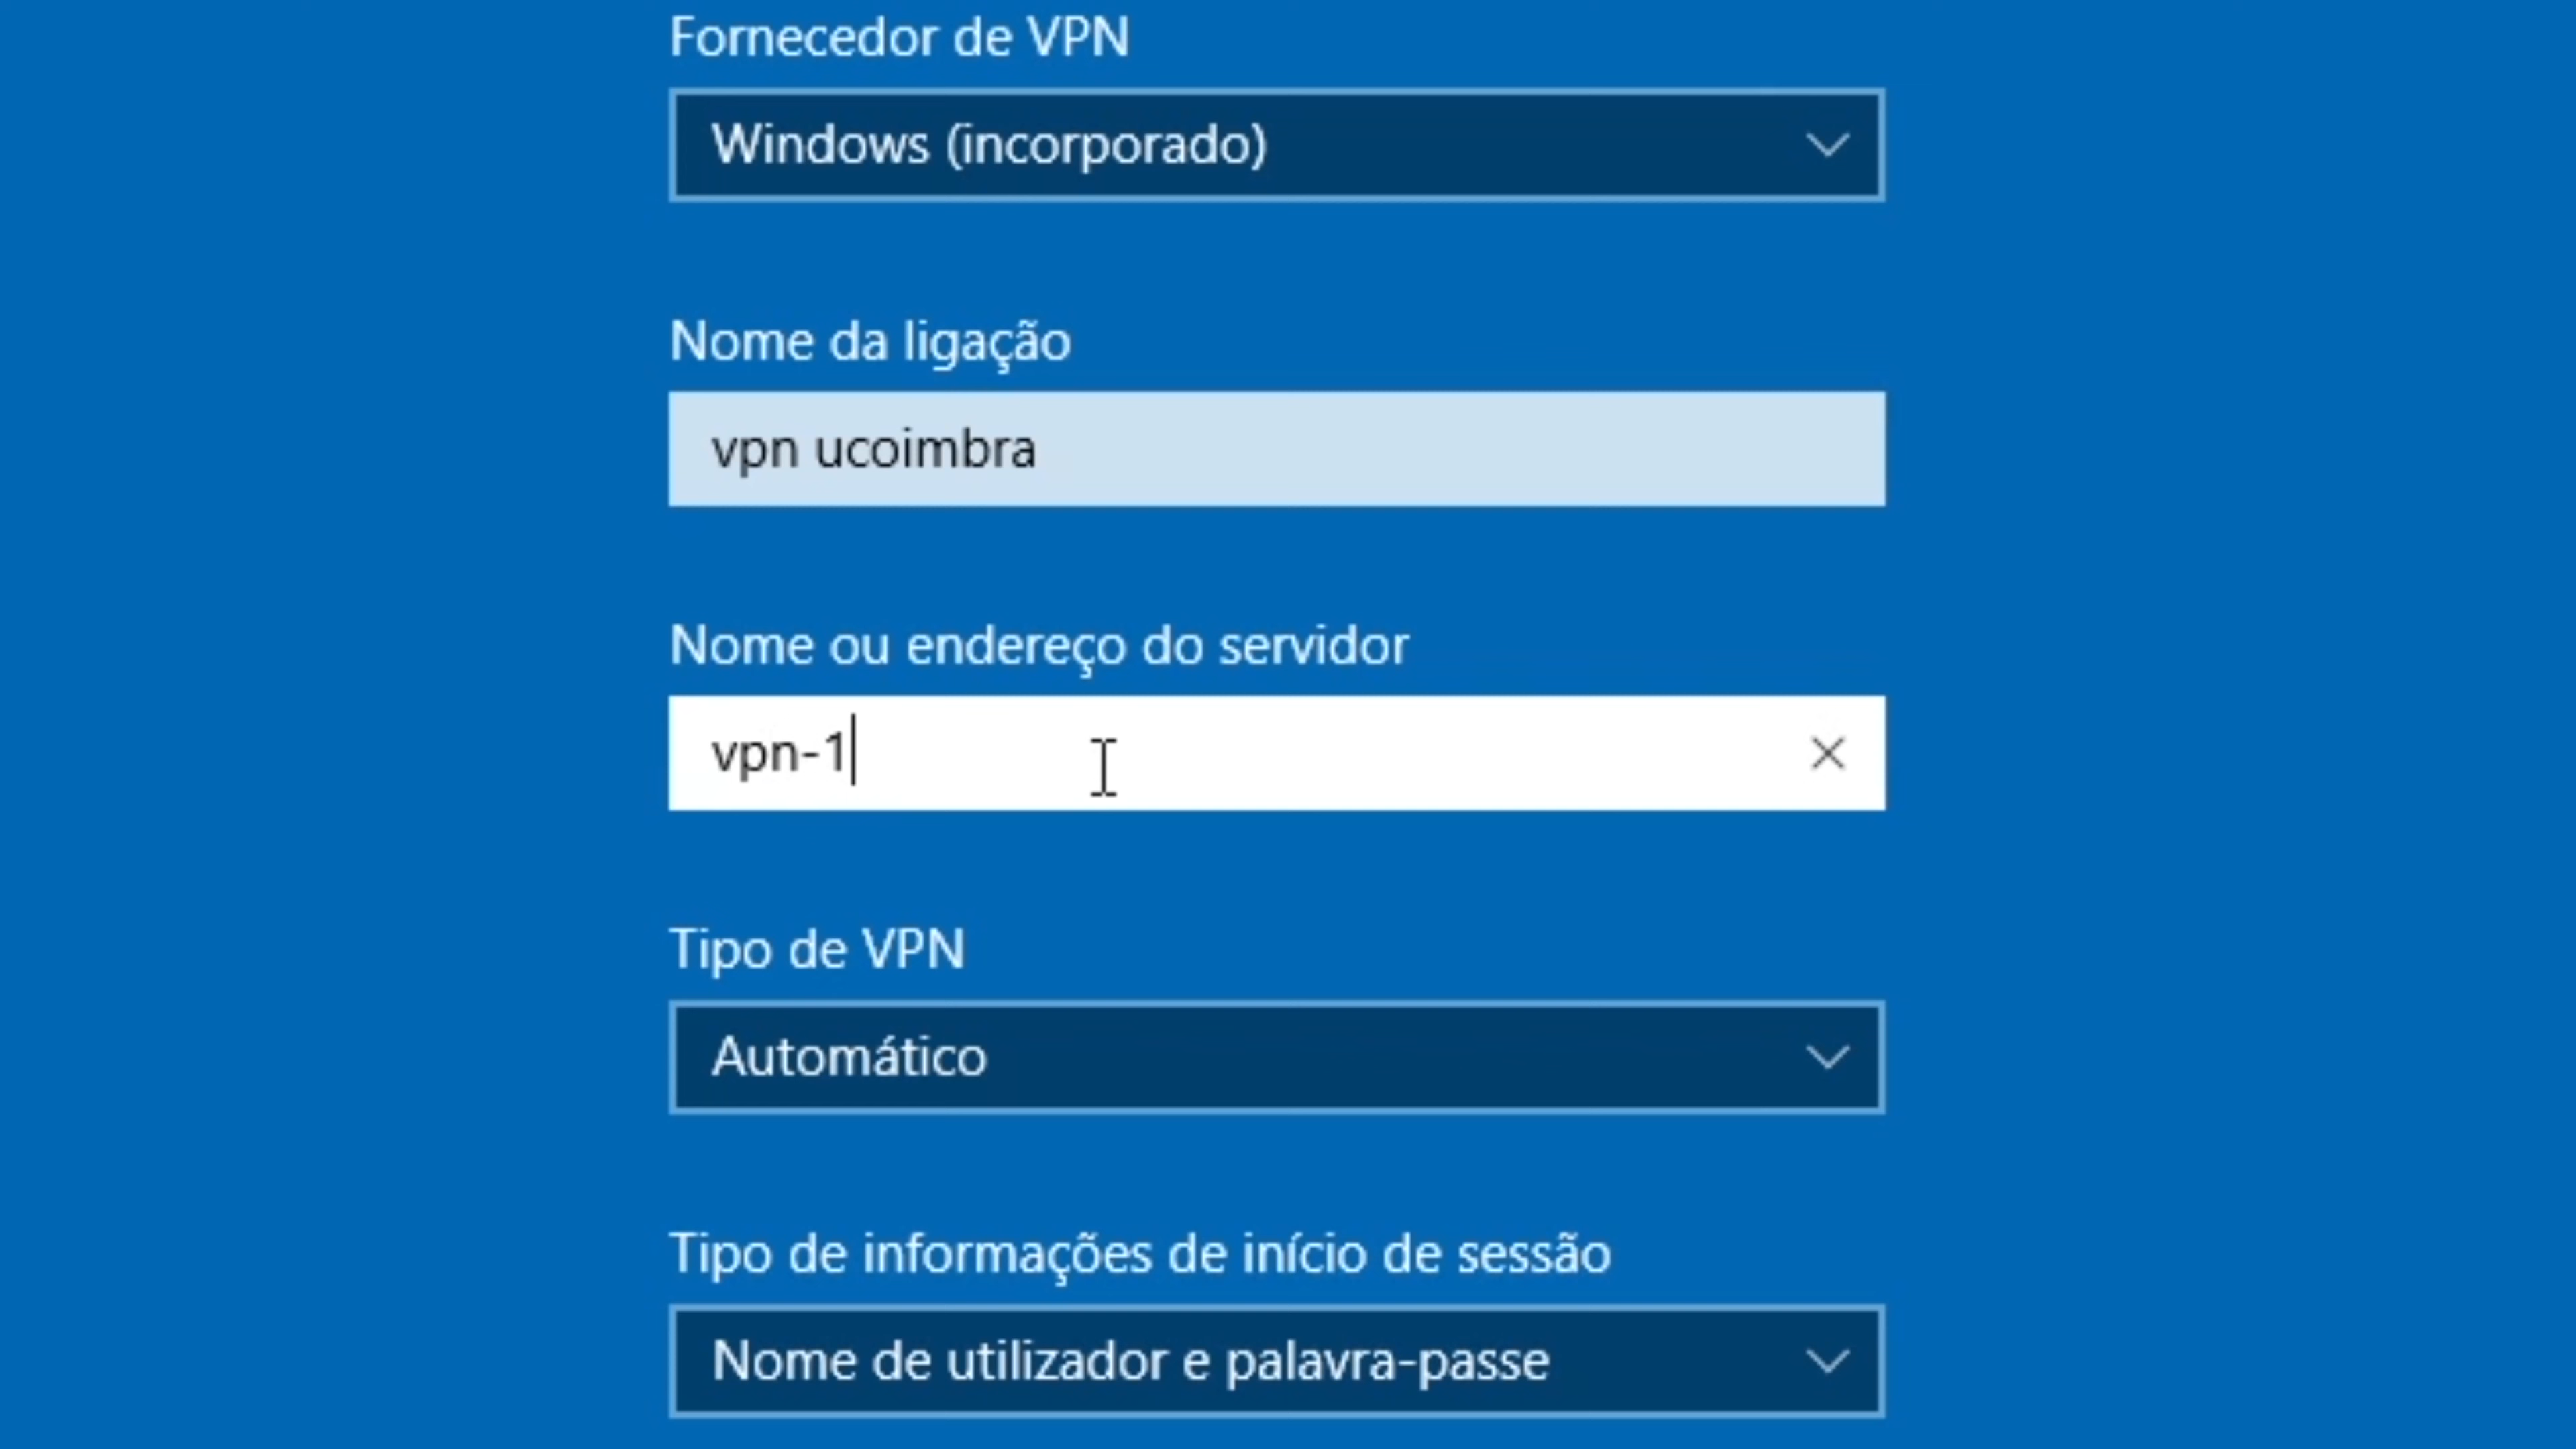 Fornecedor de VPN
Windows (incorporado)
Nome da ligação
vpn ucoimbra
Nome ou endereço do servidor
vpn-1
Tipo de VPN
Automático
Tipo de informações de início de sessão
Nome de utilizador e palavra-passe